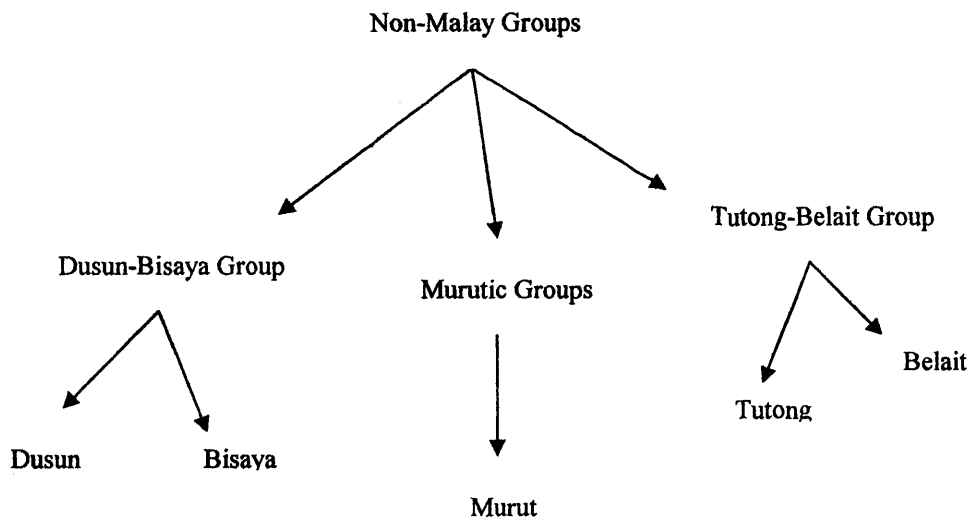 Non-Malay Groups
Tutong-Belait Group
Dusun-Bisaya Group
Murutic Groups
Belait
Tutong
Dusun
Bisaya
Murut